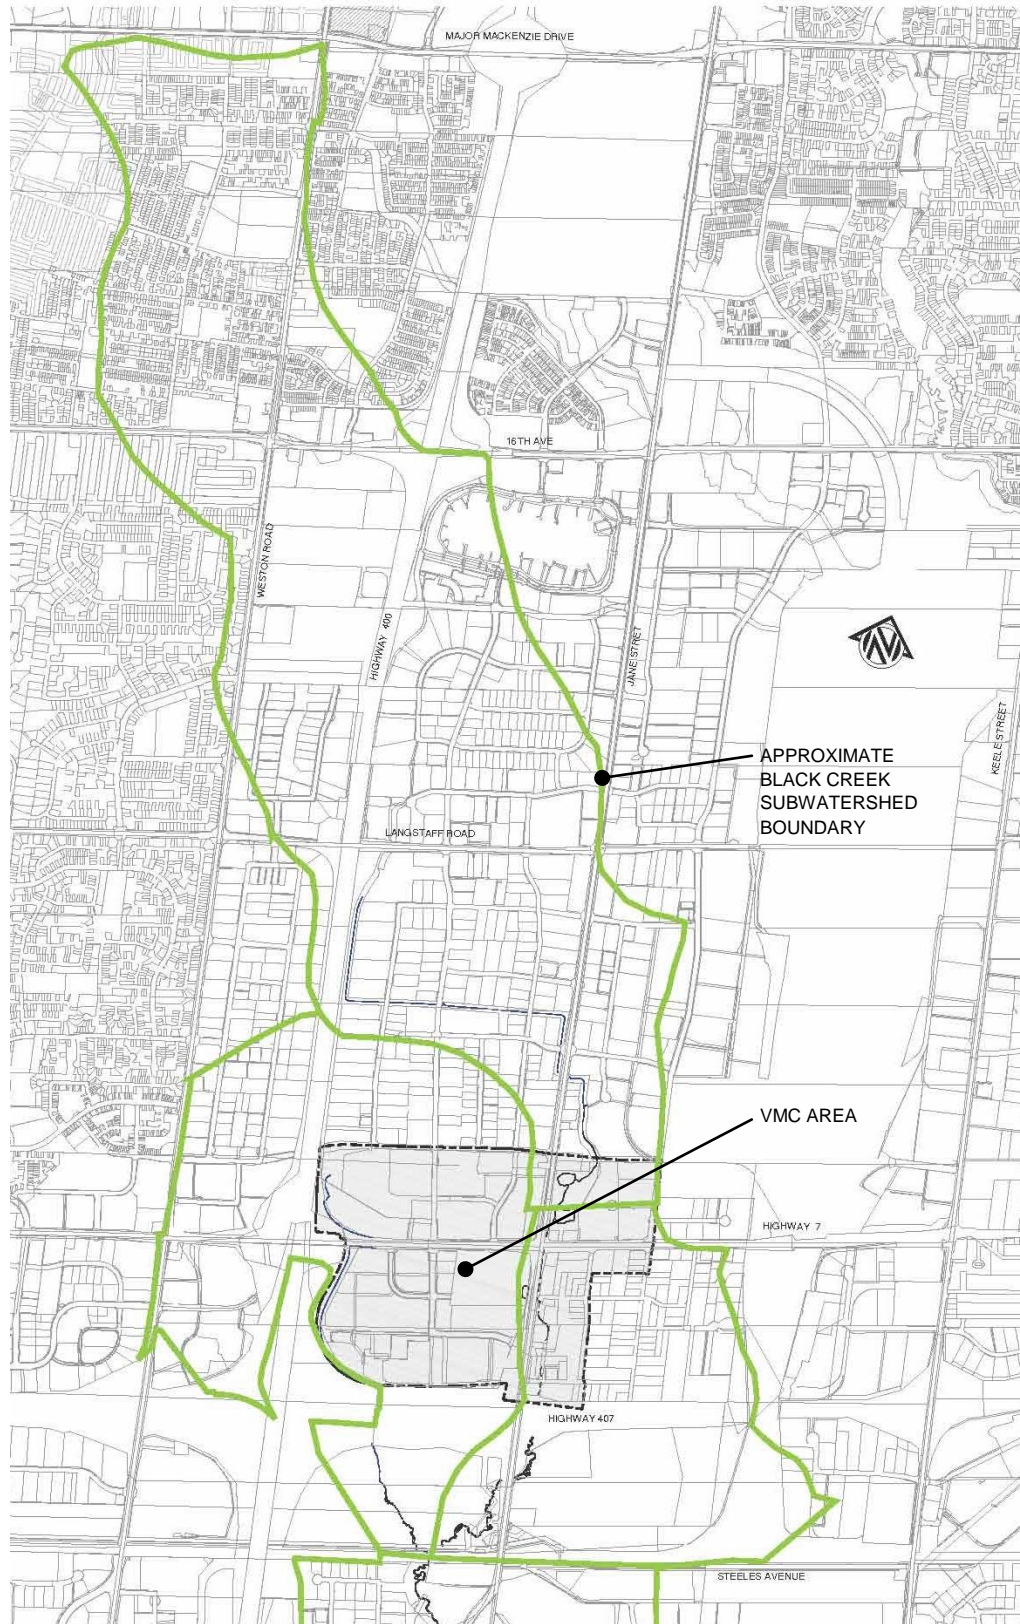 MAJOR MACKENZIE DRIVE
16TH AVE
WESTON ROAD
HIGHWAY 400
JANE STRET
KEELE STREET
APPROXIMATE
BLACK CREEK
SUBWATERSHED
BOUNDARY
LANGSTAFF ROAD
VMC AREA
HIGHWAY 7
HIGHWAY 407
STEELES AVENUE